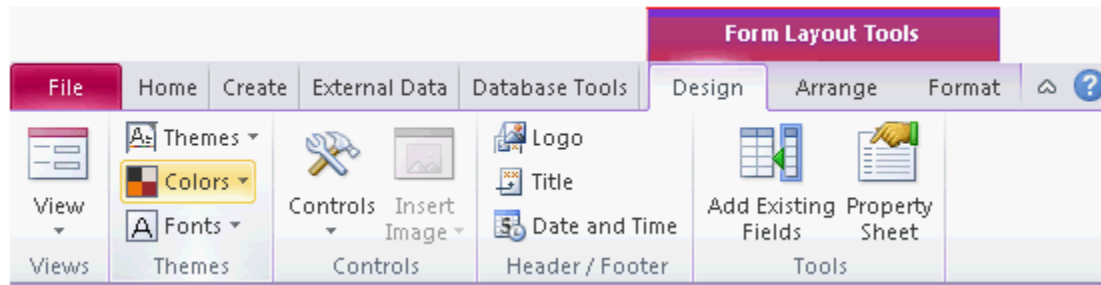 Form Layout Tools
File Home Create External Data Database Tools Design Arrange Format
Themes Logo
Colors Title
View Controls Insert Image Add Existing Fields Property Sheet
Fonts Date and Time
Views Themes Controls Header / Footer Tools